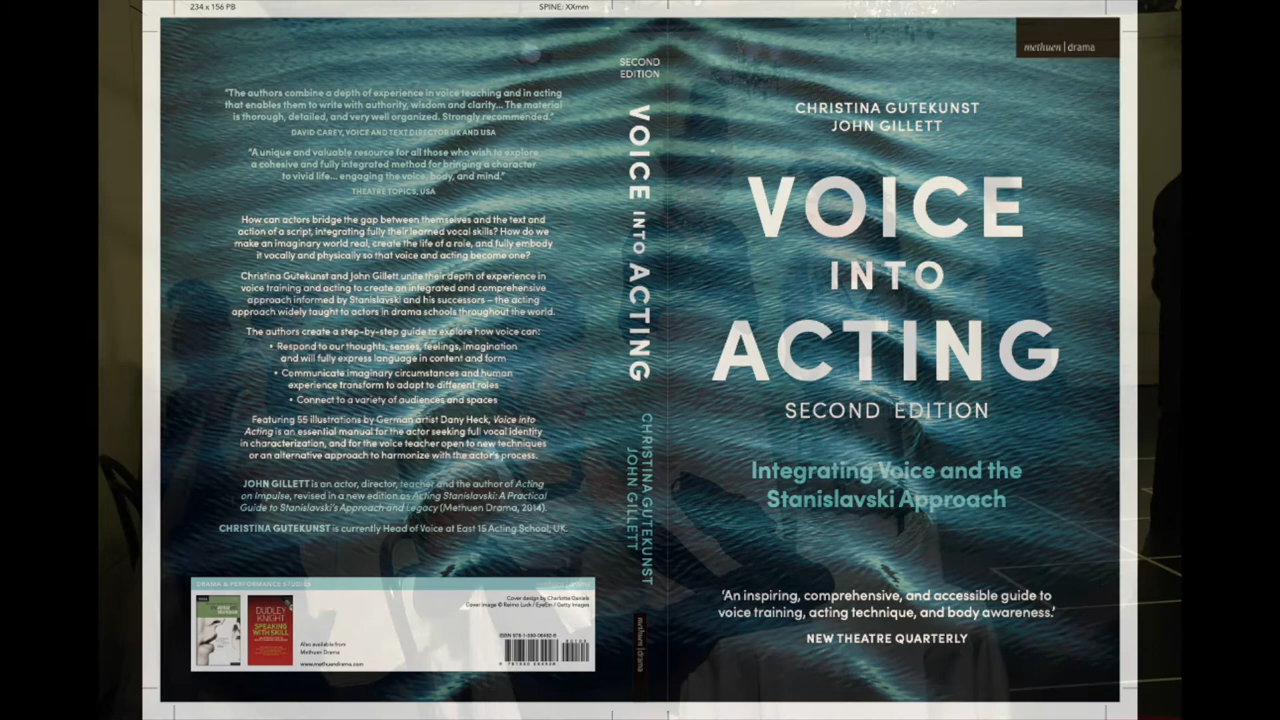 234 x 156 PB
SPINE: XXmm
"The authors combine a depth of experience in voice teaching and in acting
that enables them to write with authority, wisdom and clarity... The material
is thorough, detailed, and very well organized. Strongly recommended."
DAVID CAREY, VOICE AND TEXT DIRECTOR UK AND USA
"A unique and valuable resource for all those who wish to explore
a cohesive and fully integrated method for bringing a character
to vivid life... engaging the voice, body, and mind."
THEATRE TOPICS, USA
How can actors bridge the gap between themselves and the text and
action of a script, integrating fully their learned vocal skills? How do we
make an imaginary world real, create the life of a role, and fully embody
it vocally and physically so that voice and acting become one?
Christina Gutekunst and John Gillett unite their depth of experience in
voice training and acting to create an integrated and comprehensive
approach informed by Stanislavski and his successors – the acting
approach widely taught to actors in drama schools throughout the world.
The authors create a step-by-step guide to explore how voice can:
• Respond to our thoughts, senses, feelings, imagination
and will fully express language in content and form
• Communicate imaginary circumstances and human
experience transform to adapt to different roles
• Connect to a variety of audiences and spaces
Featuring 55 illustrations by German artist Dany Heck, Voice into
Acting is an essential manual for the actor seeking full vocal identity
in characterization, and for the voice teacher open to new techniques
or an alternative approach to harmonize with the actor's process.
JOHN GILLETT is an actor, director, teacher and the author of Acting
on Impulse, revised in a new edition as Acting Stanislavski: A Practical
Guide to Stanislavski's Approach and Legacy (Methuen Drama, 2014).
CHRISTINA GUTEKUNST is currently Head of Voice at East 15 Acting School, UK.
DRAMA & PERFORMANCE STUDIES
methuen | drama
Cover design by Charlotte Daniels
Cover image © Reimo Luck / EyeEm / Getty Images
DUDLEY
KNIGHT
SPEAKING
WITH SKILL
Also available from
Methuen Drama
www.methuendrama.com
SECOND
EDITION
VOICE INTO ACTING
CHRISTINA GUTEKUNST
JOHN GILLETT
methuen | drama
methuen | drama
CHRISTINA GUTEKUNST
JOHN GILLETT
VOICE
INTO
ACTING
SECOND EDITION
Integrating Voice and the
Stanislavski Approach
'An inspiring, comprehensive, and accessible guide to
voice training, acting technique, and body awareness.'
NEW THEATRE QUARTERLY